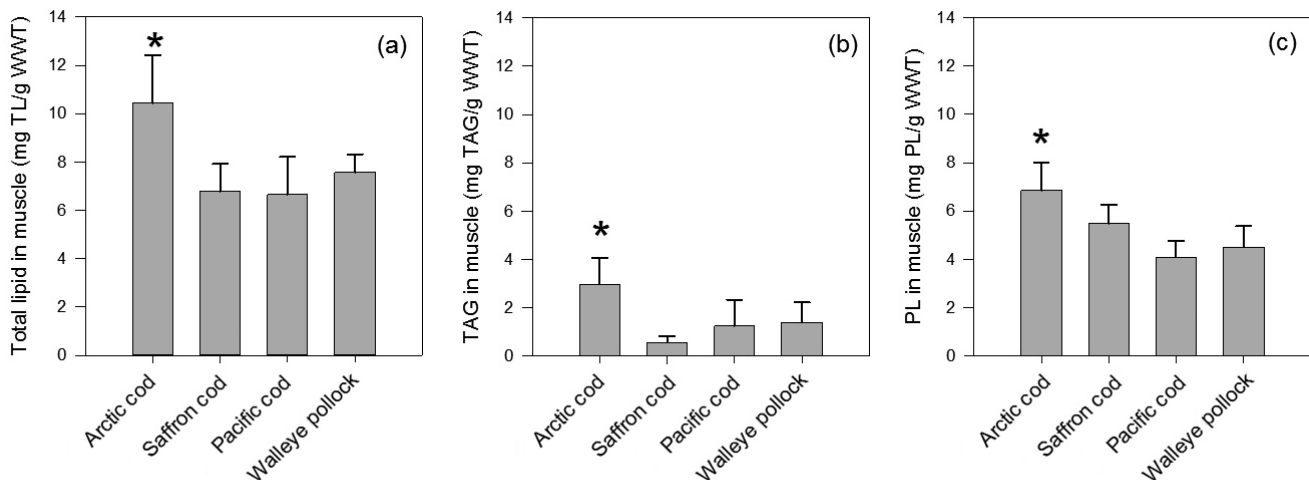 Total lipid in muscle (mg TL/g WWT)
14
12
10
8
6
4
2
0
*
(a)
Arctic cod
Saffron cod
Pacific cod
Walleye pollock
TAG in muscle (mg TAG/g WWT)
14
12
10
8
6
4
2
0
*
(b)
Arctic cod
Saffron cod
Pacific cod
Walleye pollock
PL in muscle (mg PL/g WWT)
14
12
10
8
6
4
2
0
*
(c)
Arctic cod
Saffron cod
Pacific cod
Walleye pollock